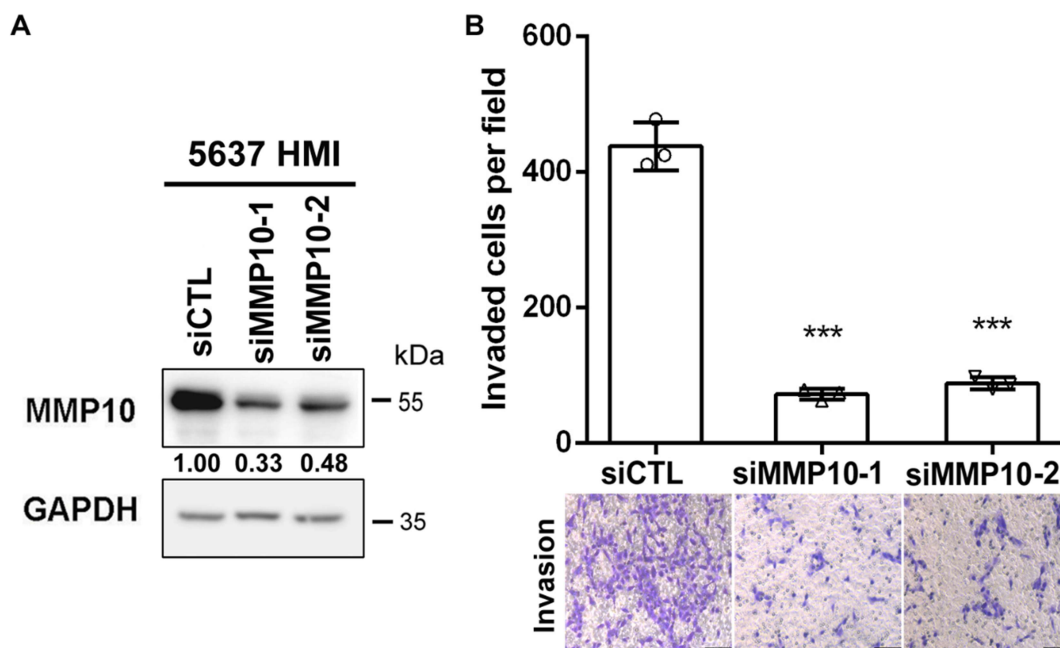 A
5637 HMI
siCTL
siMMP10-1
siMMP10-2
kDa
MMP10
55
1.00 0.33 0.48
GAPDH
35
B
Invaded cells per field
600
400
200
0
***
***
siCTL
siMMP10-1
siMMP10-2
Invasion